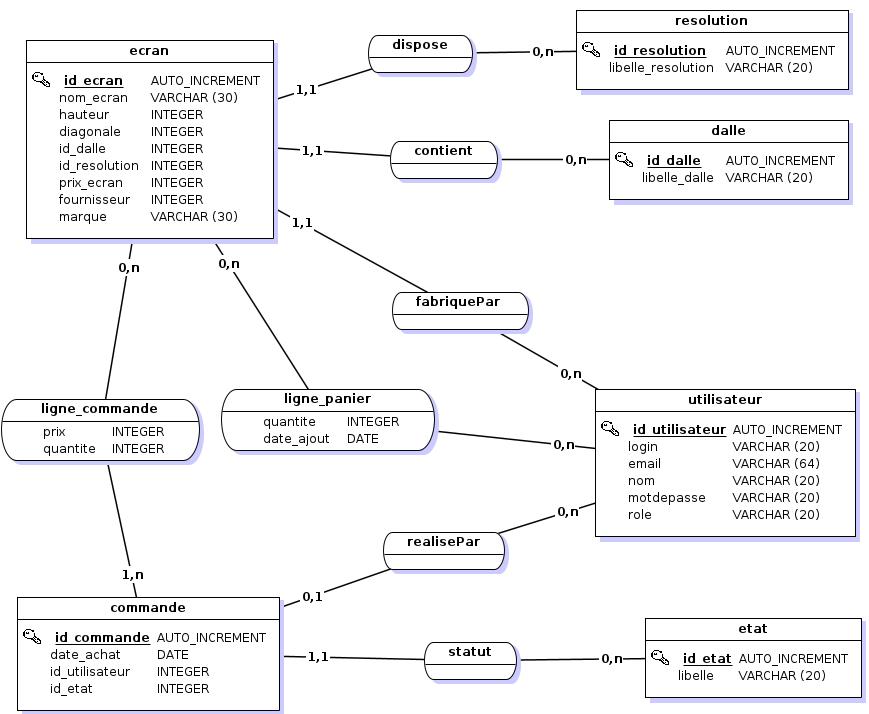 ecran
id_ecran AUTO_INCREMENT
nom_ecran VARCHAR (30)
hauteur INTEGER
diagonale INTEGER
id_dalle INTEGER
id_resolution INTEGER
prix_ecran INTEGER
fournisseur INTEGER
marque VARCHAR (30)
dispose
1,1
0,n
resolution
id_resolution AUTO_INCREMENT
libelle_resolution VARCHAR (20)
contient
1,1
0,n
dalle
id_dalle AUTO_INCREMENT
libelle_dalle VARCHAR (20)
1,1
fabriquePar
0,n
0,n
0,n
ligne_commande
prix INTEGER
quantite INTEGER
ligne_panier
quantite INTEGER
date_ajout DATE
0,n
utilisateur
id_utilisateur AUTO_INCREMENT
login VARCHAR (20)
email VARCHAR (64)
nom VARCHAR (20)
motdepasse VARCHAR (20)
role VARCHAR (20)
0,n
realisePar
0,1
1,n
commande
id_commande AUTO_INCREMENT
date_achat DATE
id_utilisateur INTEGER
id_etat INTEGER
1,1
statut
0,n
etat
id_etat AUTO_INCREMENT
libelle VARCHAR (20)